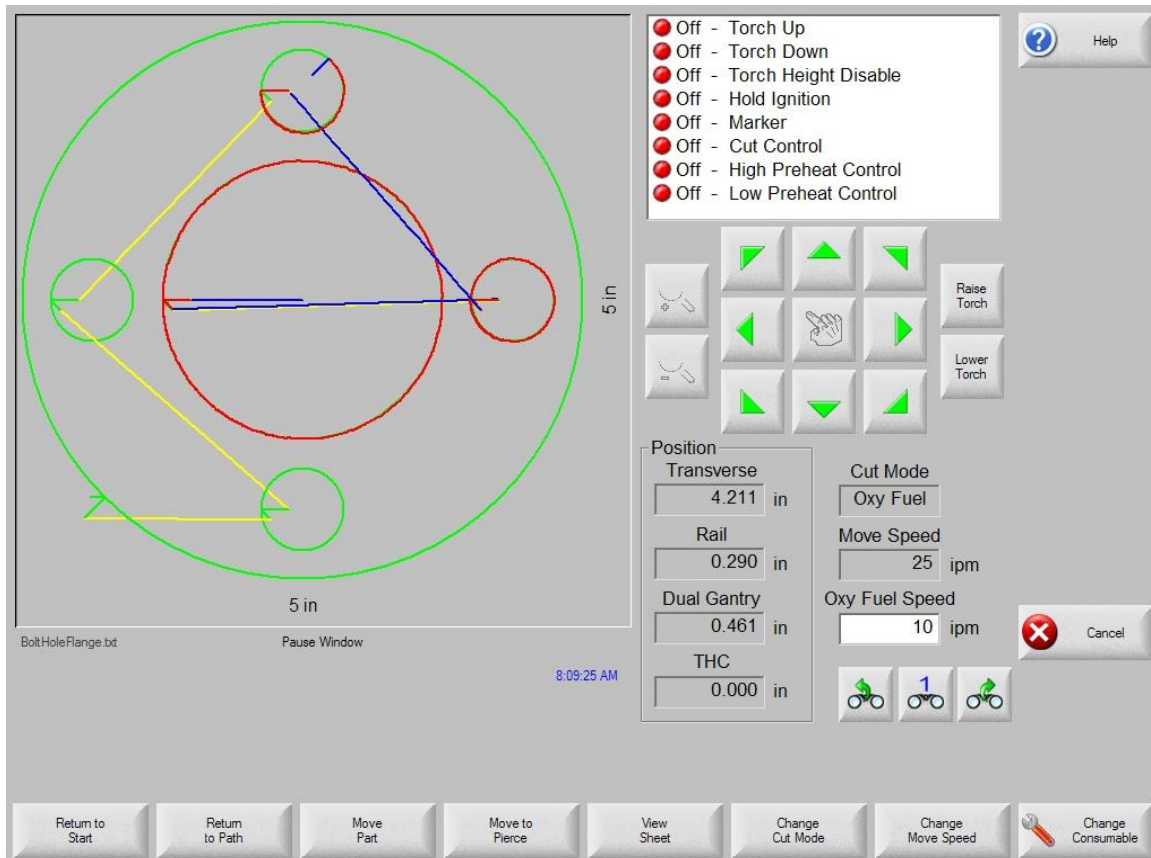 Off - Torch Up
Off - Torch Down
Off - Torch Height Disable
Off - Hold Ignition
Off - Marker
Off - Cut Control
Off - High Preheat Control
Off - Low Preheat Control
Help
5 in
5 in
BoltHoleFlange.txt
Pause Window
8:09:25 AM
Raise
Torch
Lower
Torch
Position
Transverse
4.211 in
Rail
0.290 in
Dual Gantry
0.461 in
THC
0.000 in
Cut Mode
Oxy Fuel
Move Speed
25 ipm
Oxy Fuel Speed
10 ipm
1
Cancel
Return to
Start
Return
to Path
Move
Part
Move to
Pierce
View
Sheet
Change
Cut Mode
Change
Move Speed
Change
Consumable